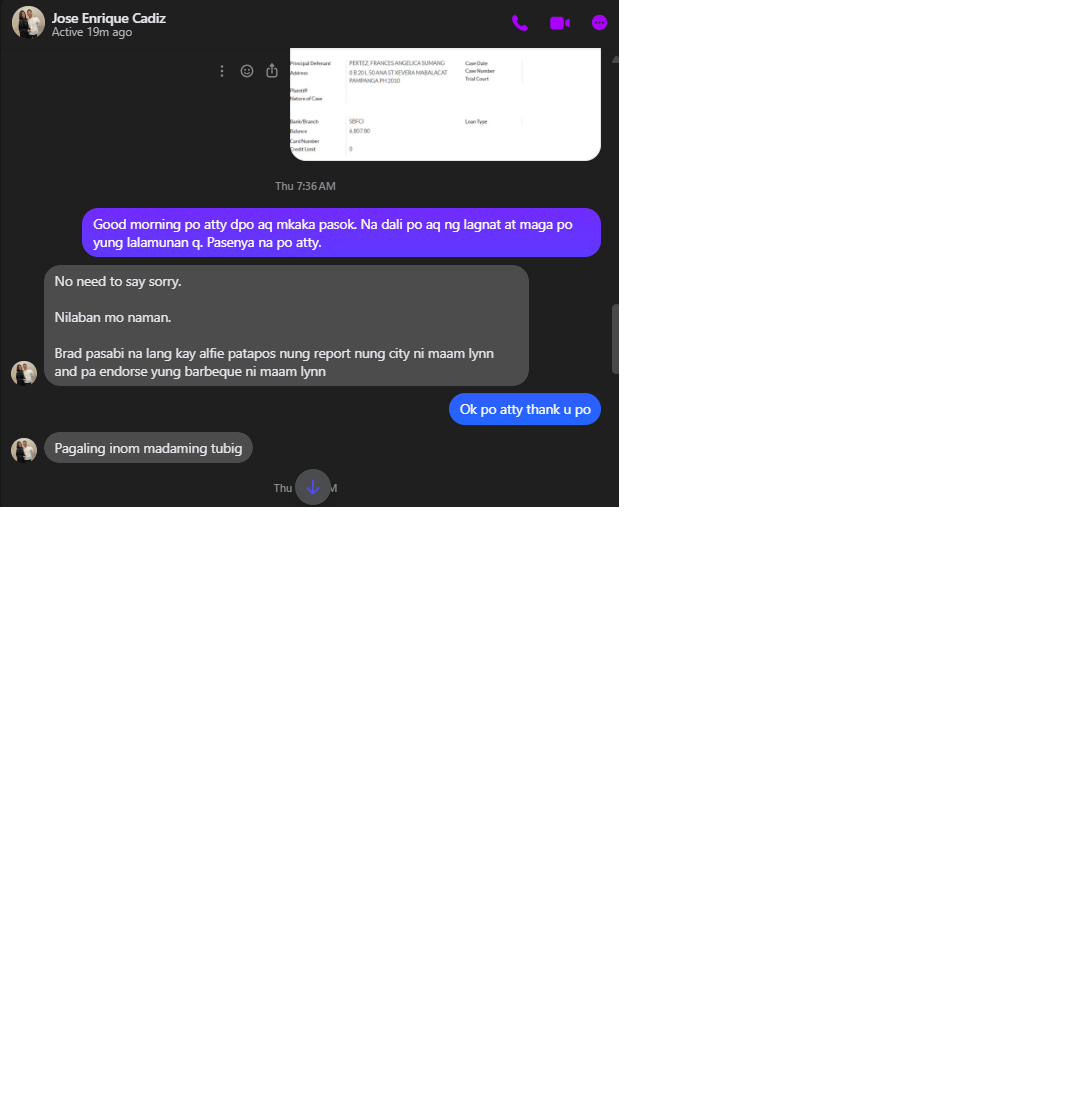 Jose Enrique Cadiz
Active 19m ago
Principal Defenant PERTEZ, FRANCES ANGELICA SUMANG Case Date
Address 0 B 20 L 50 ANA ST XEVERA MABALACAT Case Number
PAMPANGA PH 2010 Trial Court
Plaintiff
Nature of Case
Bank/Branch SBFCI Loan Type
Balance 6,807.80
Card Number
Credit Limit 0
Thu 7:36 AM
Good morning po atty dpo aq mkaka pasok. Na dali po aq ng lagnat at maga po
yung lalamunan q. Pasenya na po atty.
No need to say sorry.
Nilaban mo naman.
Brad pasabi na lang kay alfie patapos nung report nung city ni maam lynn
and pa endorse yung barbeque ni maam lynn
Ok po atty thank u po
Pagaling inom madaming tubig
Thu